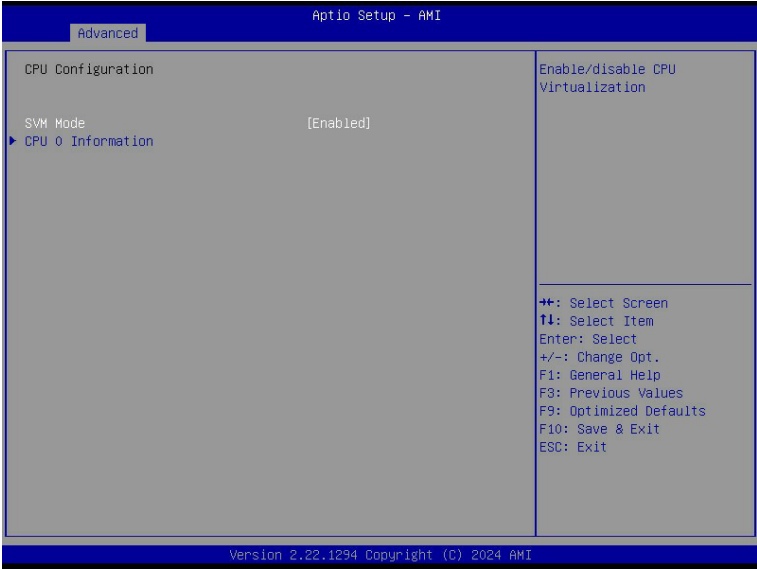 Aptio Setup – AMI
Advanced
CPU Configuration
SVM Mode [Enabled]
CPU 0 Information
Enable/disable CPU
Virtualization
→←: Select Screen
↑↓: Select Item
Enter: Select
+/-: Change Opt.
F1: General Help
F3: Previous Values
F9: Optimized Defaults
F10: Save & Exit
ESC: Exit
Version 2.22.1294 Copyright (C) 2024 AMI